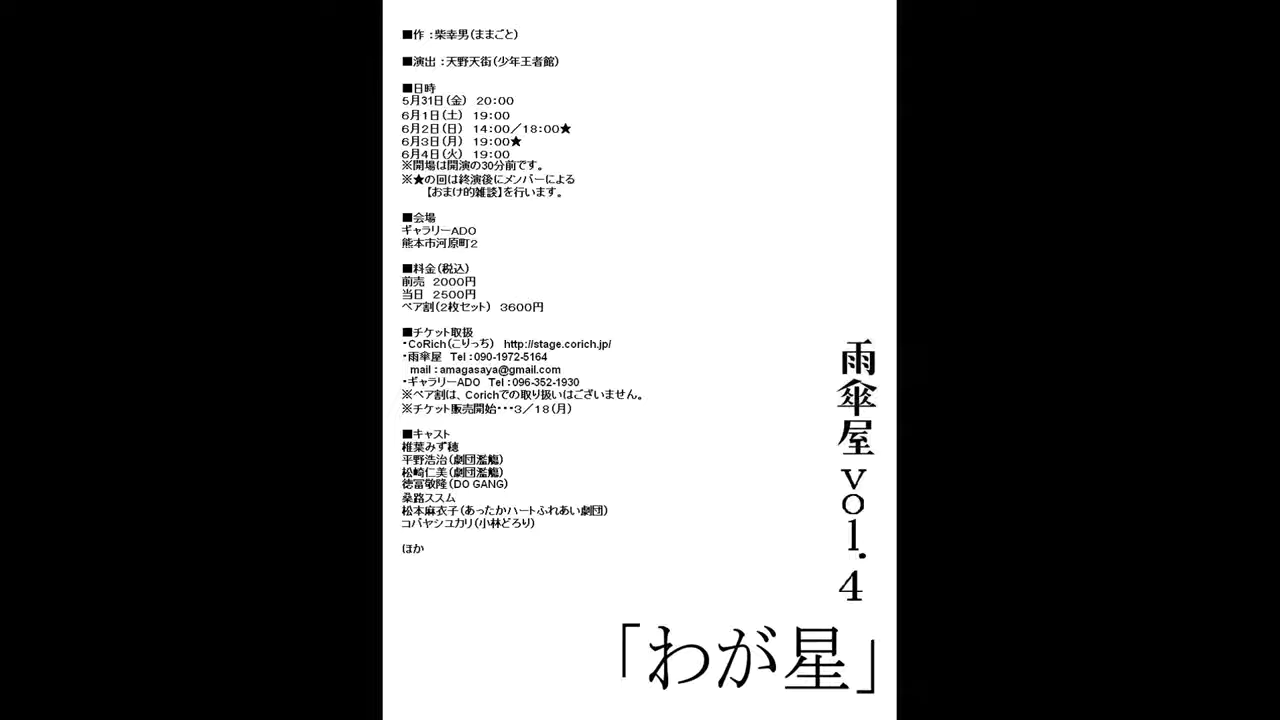 ■作：柴幸男（ままごと）
■演出：天野天街（少年王者館）
■日時
5月31日（金） 20：00
6月1日（土） 19：00
6月2日（日） 14：00／18：00★
6月3日（月） 19：00★
6月4日（火） 19：00
※開場は開演の30分前です。
※★の回は終演後にメンバーによる
【おまけ的雑談】を行います。
■会場
ギャラリーADO
熊本市河原町2
■料金（税込）
前売 2000円
当日 2500円
ペア割（2枚セット） 3600円
■チケット取扱
・CoRich（こりっち） http://stage.corich.jp/
・雨傘屋 Tel：090-1972-5164
mail：amagasaya@gmail.com
・ギャラリーADO Tel：096-352-1930
※ペア割は、Corichでの取り扱いはございません。
※チケット販売開始・・・3／18（月）
■キャスト
椎葉みず穂
平野浩治（劇団濫觴）
松崎仁美（劇団濫觴）
徳冨敬隆（DO GANG）
桑路ススム
松本麻衣子（あったかハートふれあい劇団）
コバヤシユカリ（小林どろり）
ほか
雨傘屋vol.4
「わが星」